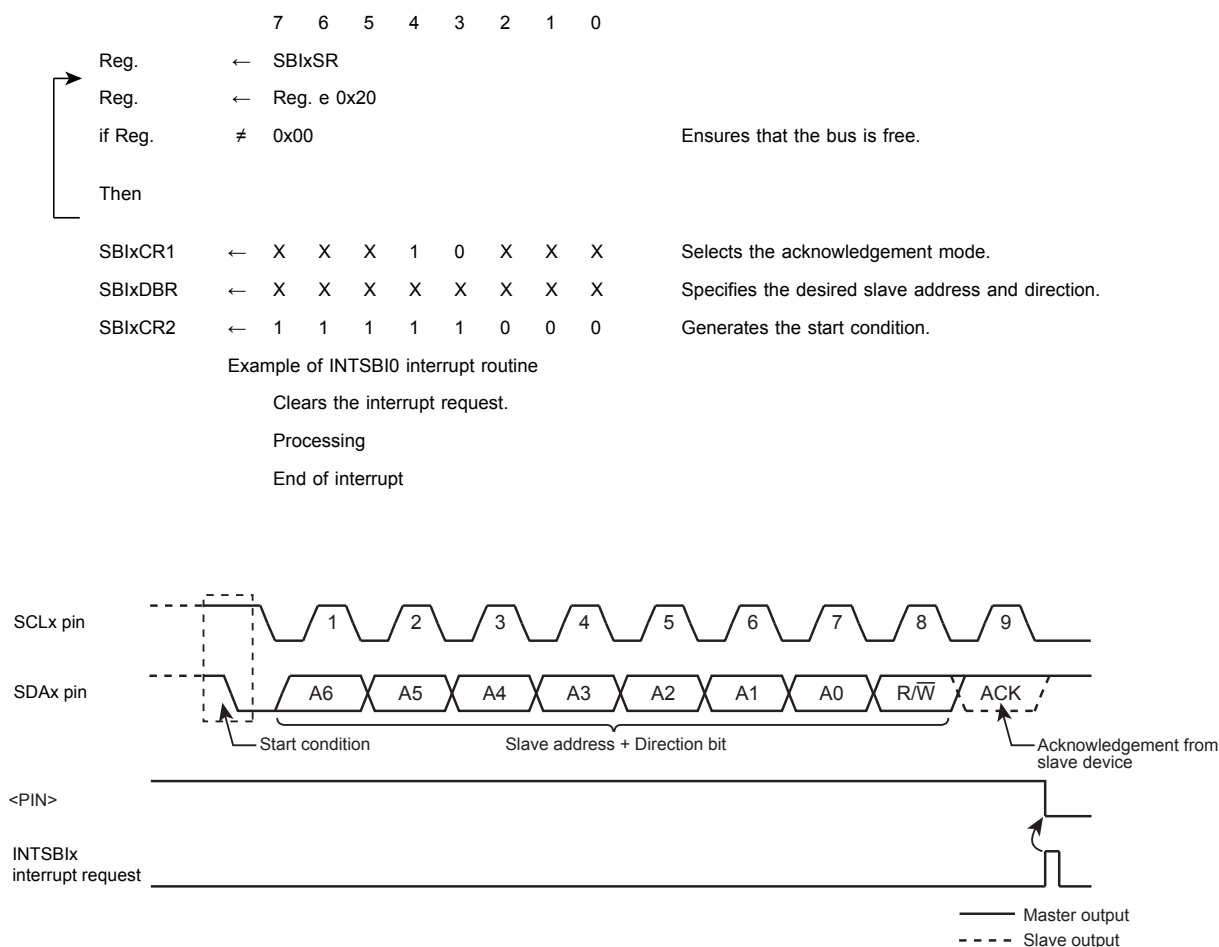 7 6 5 4 3 2 1 0
Reg. ← SBIxSR
Reg. ← Reg. e 0x20
if Reg. ≠ 0x00 Ensures that the bus is free.
Then
SBIxCR1 ← X X X 1 0 X X X Selects the acknowledgement mode.
SBIxDBR ← X X X X X X X X Specifies the desired slave address and direction.
SBIxCR2 ← 1 1 1 1 1 0 0 0 Generates the start condition.
Example of INTSBI0 interrupt routine
Clears the interrupt request.
Processing
End of interrupt
SCLx pin 1 2 3 4 5 6 7 8 9
SDAx pin A6 A5 A4 A3 A2 A1 A0 R/W̅ ACK
Start condition Slave address + Direction bit Acknowledgement from
slave device
<PIN>
INTSBIx
interrupt request
Master output
Slave output